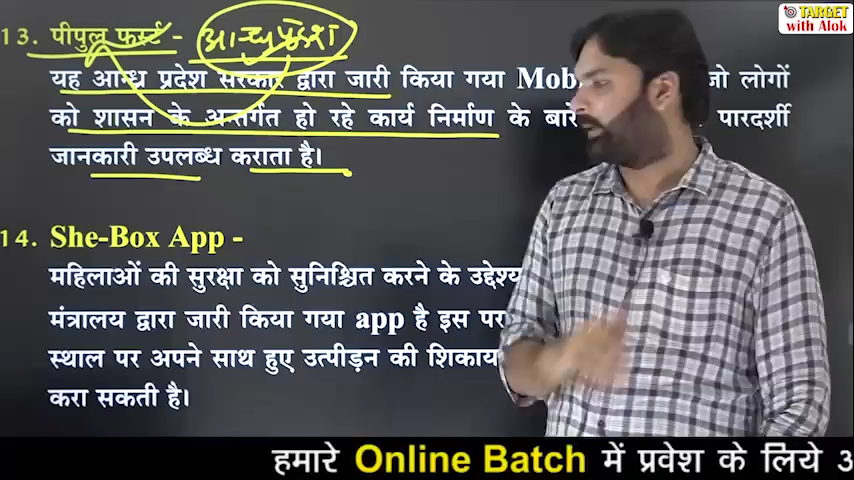 TARGET
with Alok
13. पीपुल फर्स्ट - आन्ध्र प्रदेश
यह आन्ध्र प्रदेश सरकार द्वारा जारी किया गया Mob जो लोगों
को शासन के अन्तर्गत हो रहे कार्य निर्माण के बारे पारदर्शी
जानकारी उपलब्ध कराता है।
14. She-Box App -
महिलाओं की सुरक्षा को सुनिश्चित करने के उद्देश्य
मंत्रालय द्वारा जारी किया गया app है इस पर
स्थाल पर अपने साथ हुए उत्पीड़न की शिकाय
करा सकती है।
हमारे Online Batch में प्रवेश के लिये